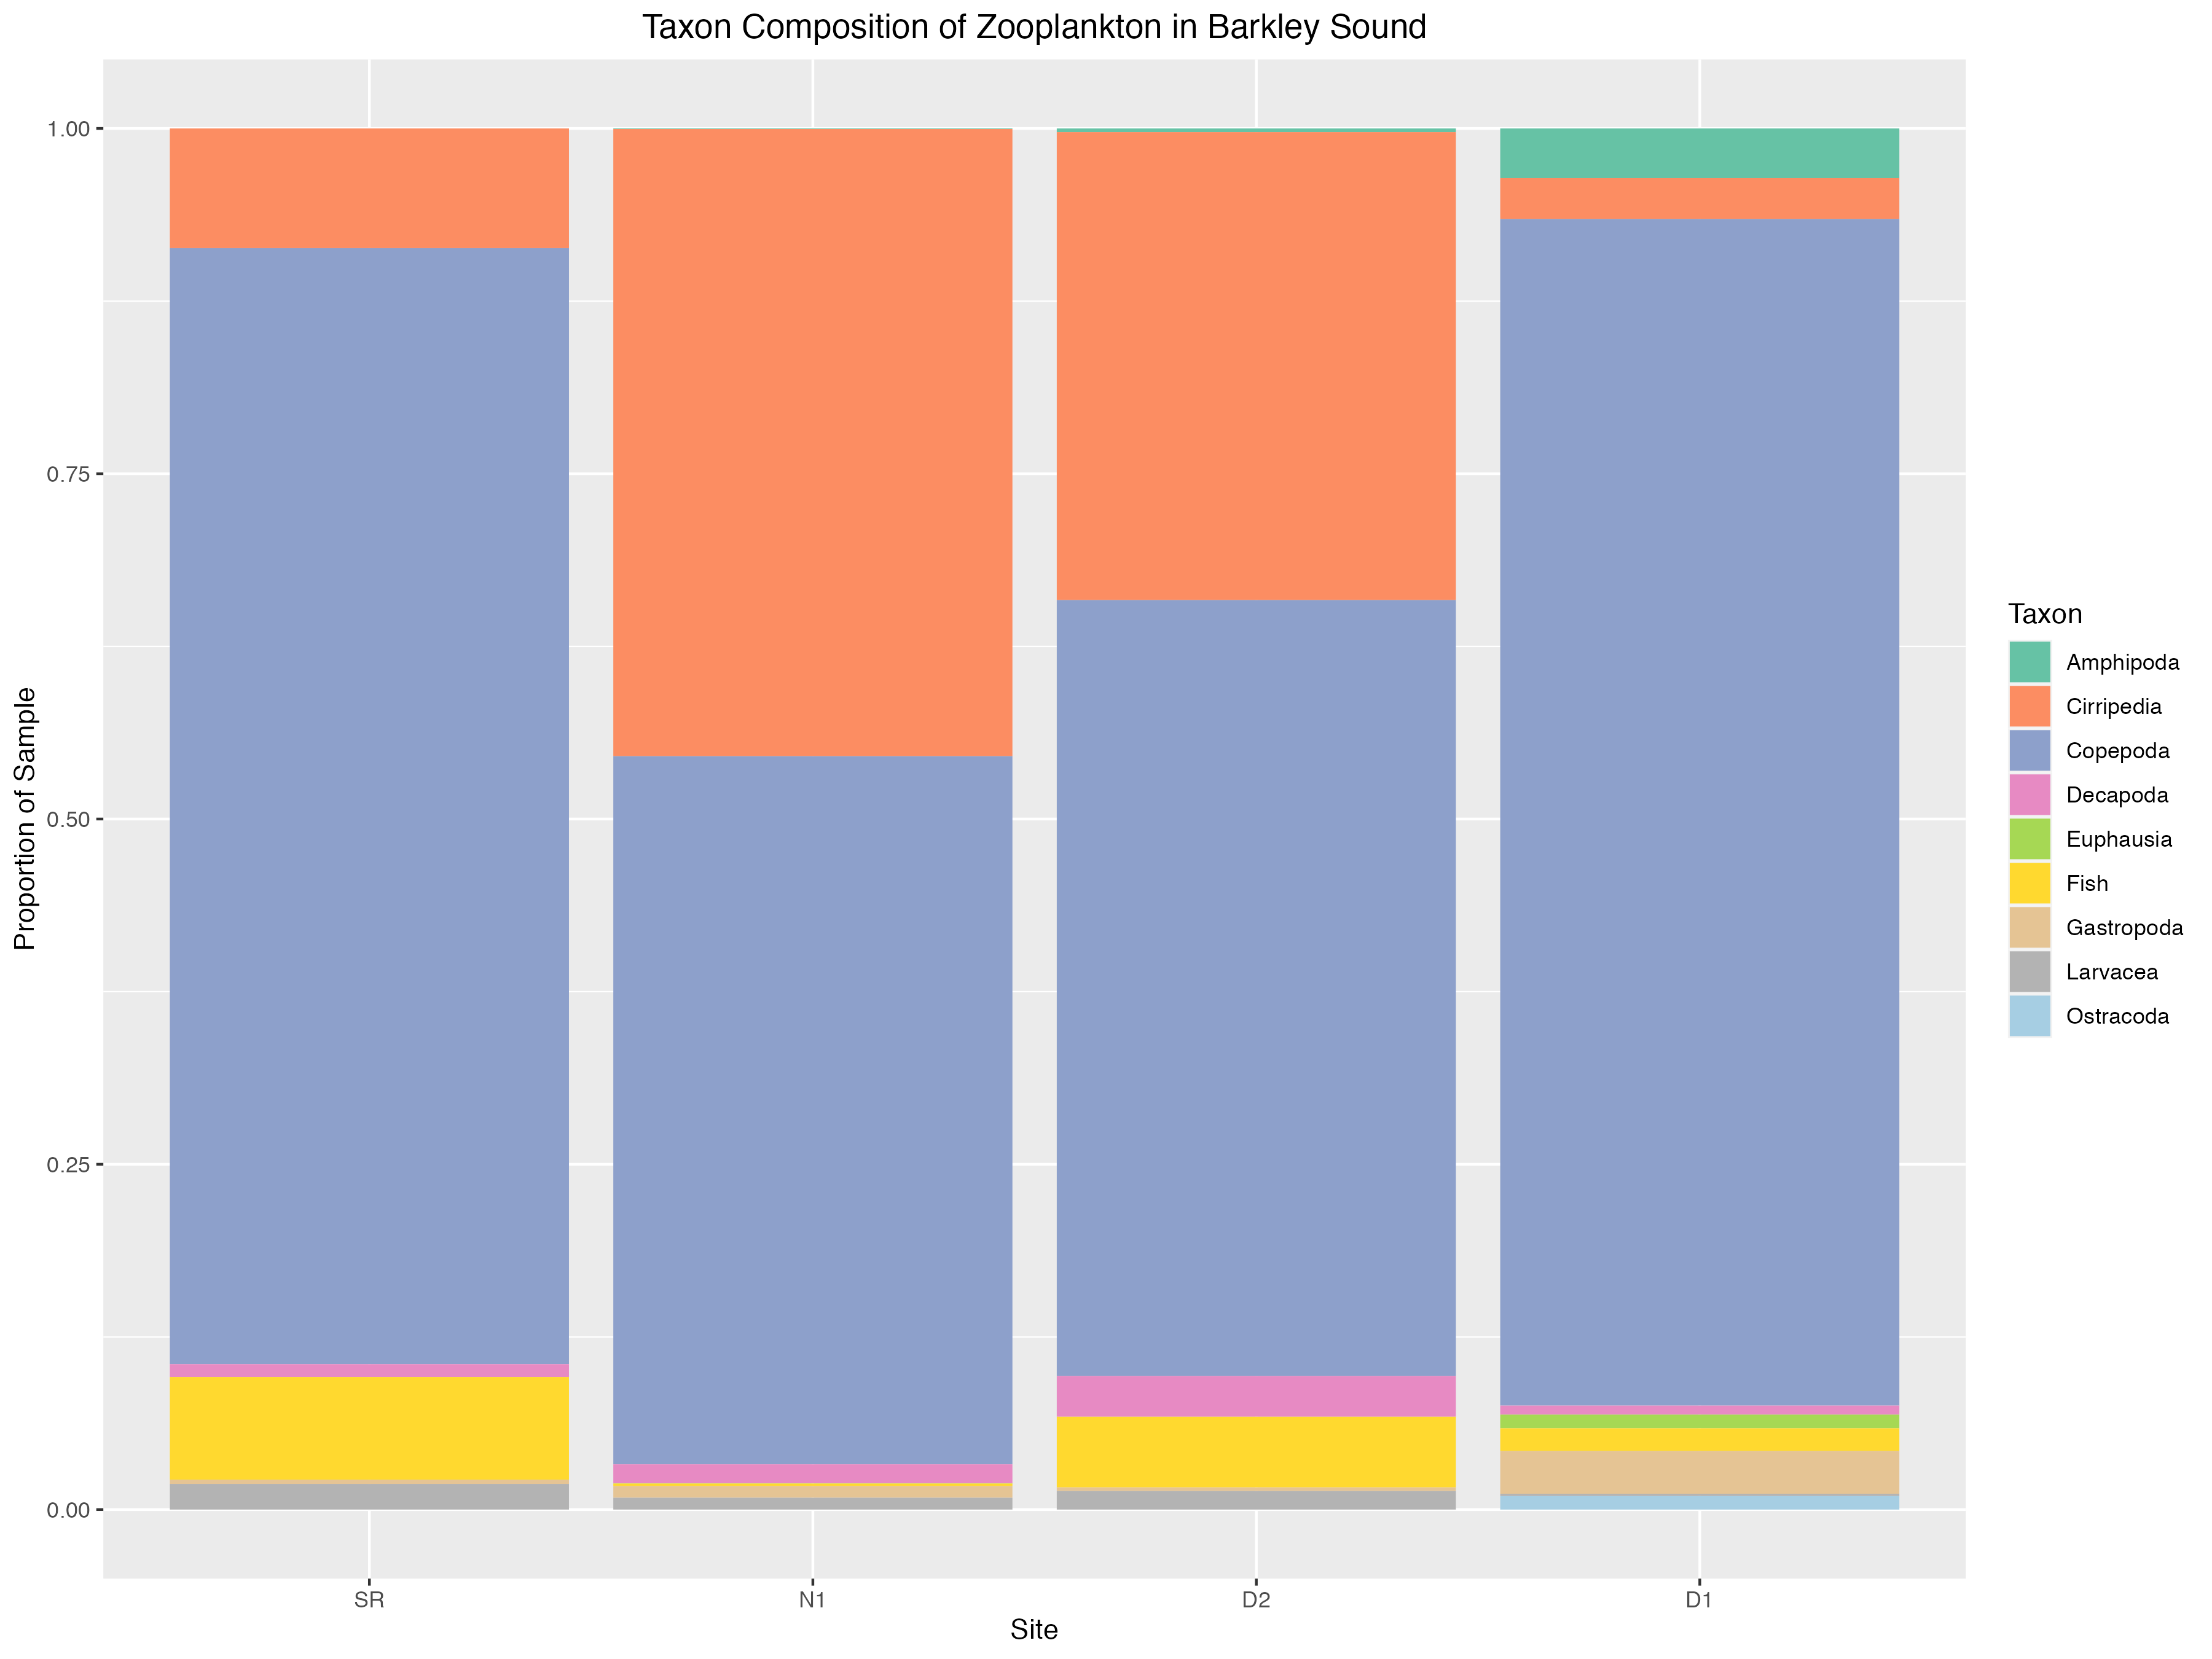 Taxon Composition of Zooplankton in Barkley Sound
Proportion of Sample
1.00
0.75
0.50
0.25
0.00
SR
N1
D2
D1
Site
Taxon
Amphipoda
Cirripedia
Copepoda
Decapoda
Euphausia
Fish
Gastropoda
Larvacea
Ostracoda